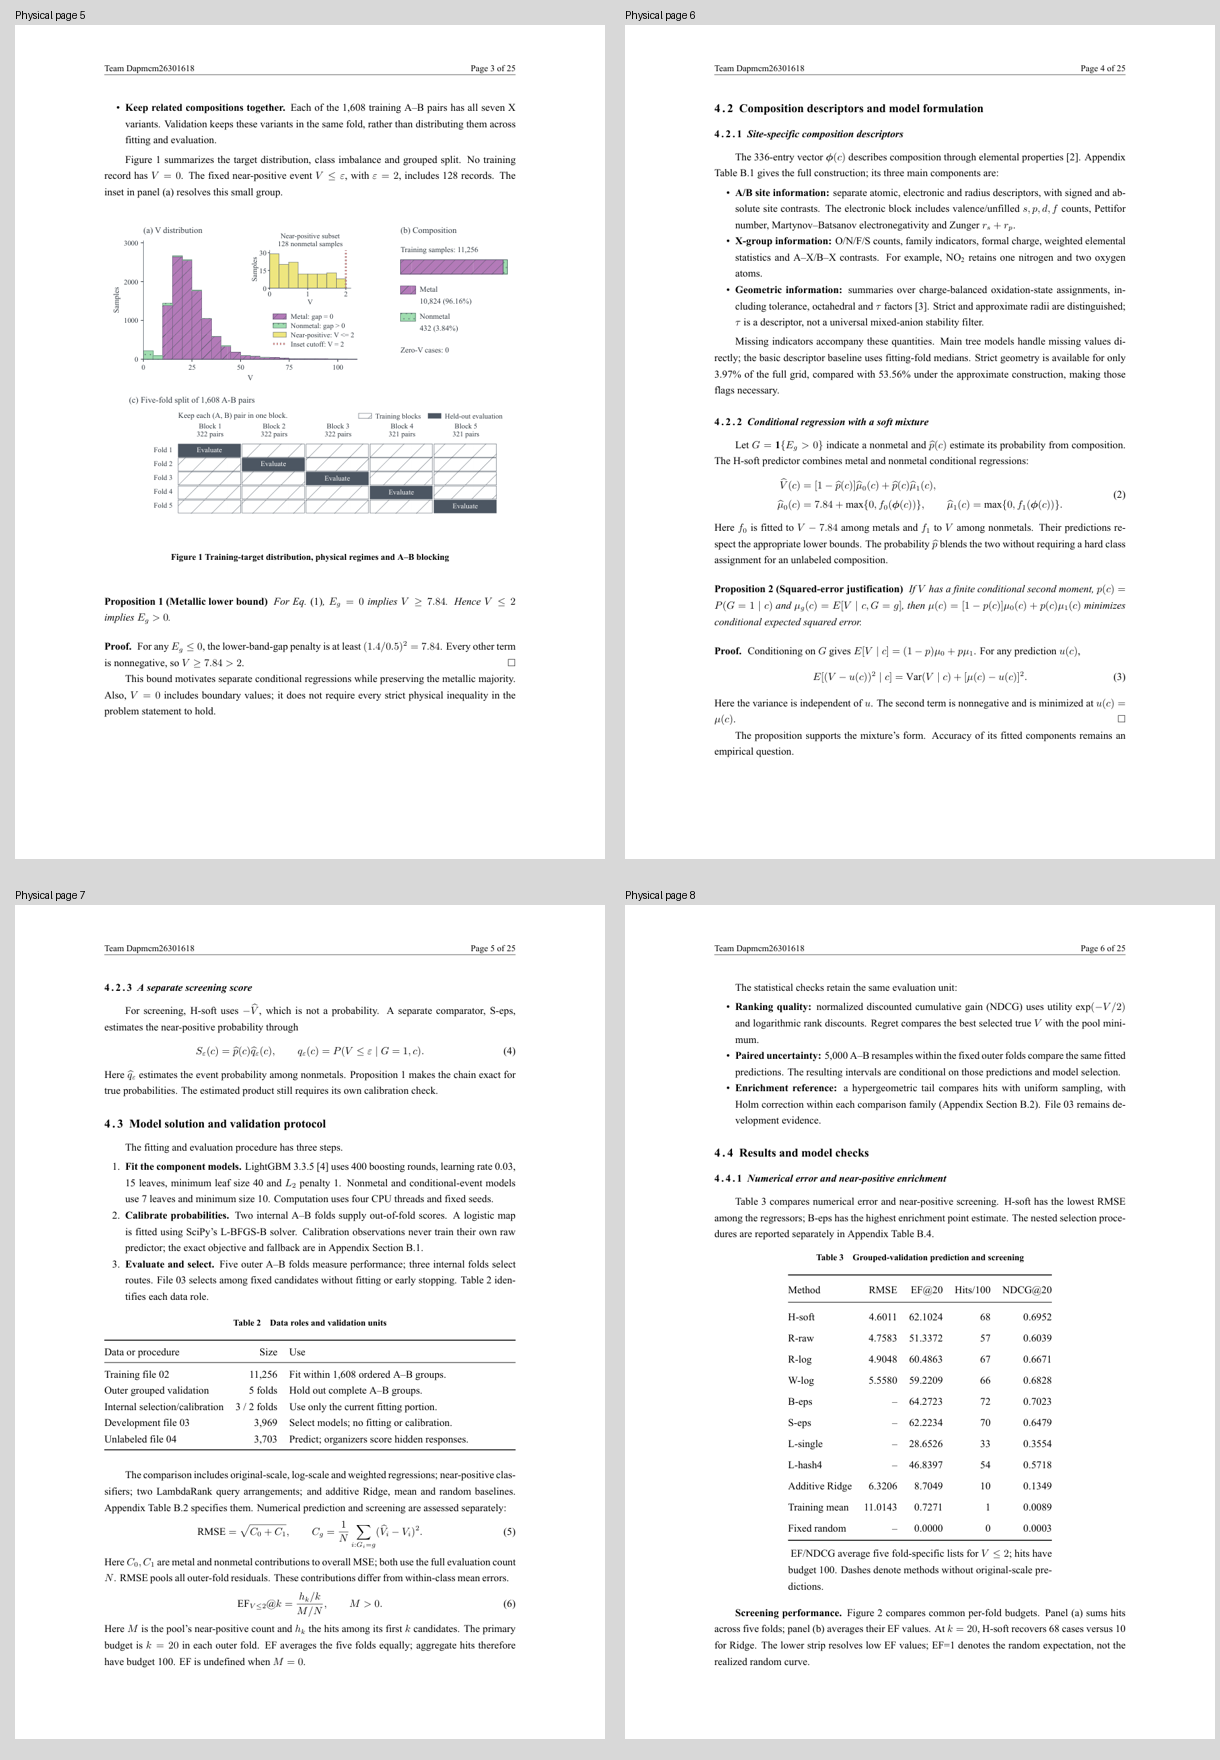 Physical page 5
Team Dapmcm26301618 Page 3 of 25
• Keep related compositions together. Each of the 1,608 training A–B pairs has all seven X
variants. Validation keeps these variants in the same fold, rather than distributing them across
fitting and evaluation.
Figure 1 summarizes the target distribution, class imbalance and grouped split. No training
record has V = 0. The fixed near-positive event V ≤ ε, with ε = 2, includes 128 records. The
inset in panel (a) resolves this small group.
(a) V distribution
3000
2000
1000
0
Samples
0 25 50 75 100
V
Near-positive subset
128 nonmetal samples
30
15
0
Samples
0 1 2
V
Metal: gap = 0
Nonmetal: gap > 0
Near-positive: V <= 2
Inset cutoff: V = 2
(b) Composition
Training samples: 11,256
Metal
10,824 (96.16%)
Nonmetal
432 (3.84%)
Zero-V cases: 0
(c) Five-fold split of 1,608 A-B pairs
Keep each (A, B) pair in one block. Training blocks Held-out evaluation
Block 1 Block 2 Block 3 Block 4 Block 5
322 pairs 322 pairs 322 pairs 321 pairs 321 pairs
Fold 1 Evaluate
Fold 2 Evaluate
Fold 3 Evaluate
Fold 4 Evaluate
Fold 5 Evaluate
Figure 1 Training-target distribution, physical regimes and A–B blocking
Proposition 1 (Metallic lower bound) For Eq. (1), E_g = 0 implies V ≥ 7.84. Hence V ≤ 2
implies E_g > 0.
Proof. For any E_g ≤ 0, the lower-band-gap penalty is at least (1.4/0.5)² = 7.84. Every other term
is nonnegative, so V ≥ 7.84 > 2. □
This bound motivates separate conditional regressions while preserving the metallic majority.
Also, V = 0 includes boundary values; it does not require every strict physical inequality in the
problem statement to hold.
Physical page 6
Team Dapmcm26301618 Page 4 of 25
4.2 Composition descriptors and model formulation
4.2.1 Site-specific composition descriptors
The 336-entry vector ϕ(c) describes composition through elemental properties [2]. Appendix
Table B.1 gives the full construction; its three main components are:
• A/B site information: separate atomic, electronic and radius descriptors, with signed and ab-
solute site contrasts. The electronic block includes valence/unfilled s, p, d, f counts, Pettifor
number, Martynov–Batsanov electronegativity and Zunger r_s + r_p.
• X-group information: O/N/F/S counts, family indicators, formal charge, weighted elemental
statistics and A–X/B–X contrasts. For example, NO₂ retains one nitrogen and two oxygen
atoms.
• Geometric information: summaries over charge-balanced oxidation-state assignments, in-
cluding tolerance, octahedral and τ factors [3]. Strict and approximate radii are distinguished;
τ is a descriptor, not a universal mixed-anion stability filter.
Missing indicators accompany these quantities. Main tree models handle missing values di-
rectly; the basic descriptor baseline uses fitting-fold medians. Strict geometry is available for only
3.97% of the full grid, compared with 53.56% under the approximate construction, making those
flags necessary.
4.2.2 Conditional regression with a soft mixture
Let G = 1{E_g > 0} indicate a nonmetal and p̂(c) estimate its probability from composition.
The H-soft predictor combines metal and nonmetal conditional regressions:
V̂(c) = [1 − p̂(c)]μ̂₀(c) + p̂(c)μ̂₁(c),
μ̂₀(c) = 7.84 + max{0, f₀(ϕ(c))}, μ̂₁(c) = max{0, f₁(ϕ(c))}. (2)
Here f₀ is fitted to V − 7.84 among metals and f₁ to V among nonmetals. Their predictions re-
spect the appropriate lower bounds. The probability p̂ blends the two without requiring a hard class
assignment for an unlabeled composition.
Proposition 2 (Squared-error justification) If V has a finite conditional second moment, p(c) =
P(G = 1 | c) and μ_g(c) = E[V | c, G = g], then μ(c) = [1 − p(c)]μ₀(c) + p(c)μ₁(c) minimizes
conditional expected squared error.
Proof. Conditioning on G gives E[V | c] = (1 − p)μ₀ + pμ₁. For any prediction u(c),
E[(V − u(c))² | c] = Var(V | c) + [μ(c) − u(c)]². (3)
Here the variance is independent of u. The second term is nonnegative and is minimized at u(c) =
μ(c). □
The proposition supports the mixture's form. Accuracy of its fitted components remains an
empirical question.
Physical page 7
Team Dapmcm26301618 Page 5 of 25
4.2.3 A separate screening score
For screening, H-soft uses −V̂, which is not a probability. A separate comparator, S-eps,
estimates the near-positive probability through
S_ε(c) = p̂(c)q̂_ε(c), q_ε(c) = P(V ≤ ε | G = 1, c). (4)
Here q̂_ε estimates the event probability among nonmetals. Proposition 1 makes the chain exact for
true probabilities. The estimated product still requires its own calibration check.
4.3 Model solution and validation protocol
The fitting and evaluation procedure has three steps.
1. Fit the component models. LightGBM 3.3.5 [4] uses 400 boosting rounds, learning rate 0.03,
15 leaves, minimum leaf size 40 and L₂ penalty 1. Nonmetal and conditional-event models
use 7 leaves and minimum size 10. Computation uses four CPU threads and fixed seeds.
2. Calibrate probabilities. Two internal A–B folds supply out-of-fold scores. A logistic map
is fitted using SciPy's L-BFGS-B solver. Calibration observations never train their own raw
predictor; the exact objective and fallback are in Appendix Section B.1.
3. Evaluate and select. Five outer A–B folds measure performance; three internal folds select
routes. File 03 selects among fixed candidates without fitting or early stopping. Table 2 iden-
tifies each data role.
Table 2 Data roles and validation units
Data or procedure Size Use
Training file 02 11,256 Fit within 1,608 ordered A–B groups.
Outer grouped validation 5 folds Hold out complete A–B groups.
Internal selection/calibration 3 / 2 folds Use only the current fitting portion.
Development file 03 3,969 Select models; no fitting or calibration.
Unlabeled file 04 3,703 Predict; organizers score hidden responses.
The comparison includes original-scale, log-scale and weighted regressions; near-positive clas-
sifiers; two LambdaRank query arrangements; and additive Ridge, mean and random baselines.
Appendix Table B.2 specifies them. Numerical prediction and screening are assessed separately:
RMSE = √(C₀ + C₁), C_g = 1/N ∑_{i:G_i=g} (V̂_i − V_i)². (5)
Here C₀, C₁ are metal and nonmetal contributions to overall MSE; both use the full evaluation count
N. RMSE pools all outer-fold residuals. These contributions differ from within-class mean errors.
EF_{V≤2}@k = (h_k/k)/(M/N), M > 0. (6)
Here M is the pool's near-positive count and h_k the hits among its first k candidates. The primary
budget is k = 20 in each outer fold. EF averages the five folds equally; aggregate hits therefore
have budget 100. EF is undefined when M = 0.
Physical page 8
Team Dapmcm26301618 Page 6 of 25
The statistical checks retain the same evaluation unit:
• Ranking quality: normalized discounted cumulative gain (NDCG) uses utility exp(−V/2)
and logarithmic rank discounts. Regret compares the best selected true V with the pool mini-
mum.
• Paired uncertainty: 5,000 A–B resamples within the fixed outer folds compare the same fitted
predictions. The resulting intervals are conditional on those predictions and model selection.
• Enrichment reference: a hypergeometric tail compares hits with uniform sampling, with
Holm correction within each comparison family (Appendix Section B.2). File 03 remains de-
velopment evidence.
4.4 Results and model checks
4.4.1 Numerical error and near-positive enrichment
Table 3 compares numerical error and near-positive screening. H-soft has the lowest RMSE
among the regressors; B-eps has the highest enrichment point estimate. The nested selection proce-
dures are reported separately in Appendix Table B.4.
Table 3 Grouped-validation prediction and screening
Method RMSE EF@20 Hits/100 NDCG@20
H-soft 4.6011 62.1024 68 0.6952
R-raw 4.7583 51.3372 57 0.6039
R-log 4.9048 60.4863 67 0.6671
W-log 5.5580 59.2209 66 0.6828
B-eps – 64.2723 72 0.7023
S-eps – 62.2234 70 0.6479
L-single – 28.6526 33 0.3554
L-hash4 – 46.8397 54 0.5718
Additive Ridge 6.3206 8.7049 10 0.1349
Training mean 11.0143 0.7271 1 0.0089
Fixed random – 0.0000 0 0.0003
EF/NDCG average five fold-specific lists for V ≤ 2; hits have
budget 100. Dashes denote methods without original-scale pre-
dictions.
Screening performance. Figure 2 compares common per-fold budgets. Panel (a) sums hits
across five folds; panel (b) averages their EF values. At k = 20, H-soft recovers 68 cases versus 10
for Ridge. The lower strip resolves low EF values; EF=1 denotes the random expectation, not the
realized random curve.